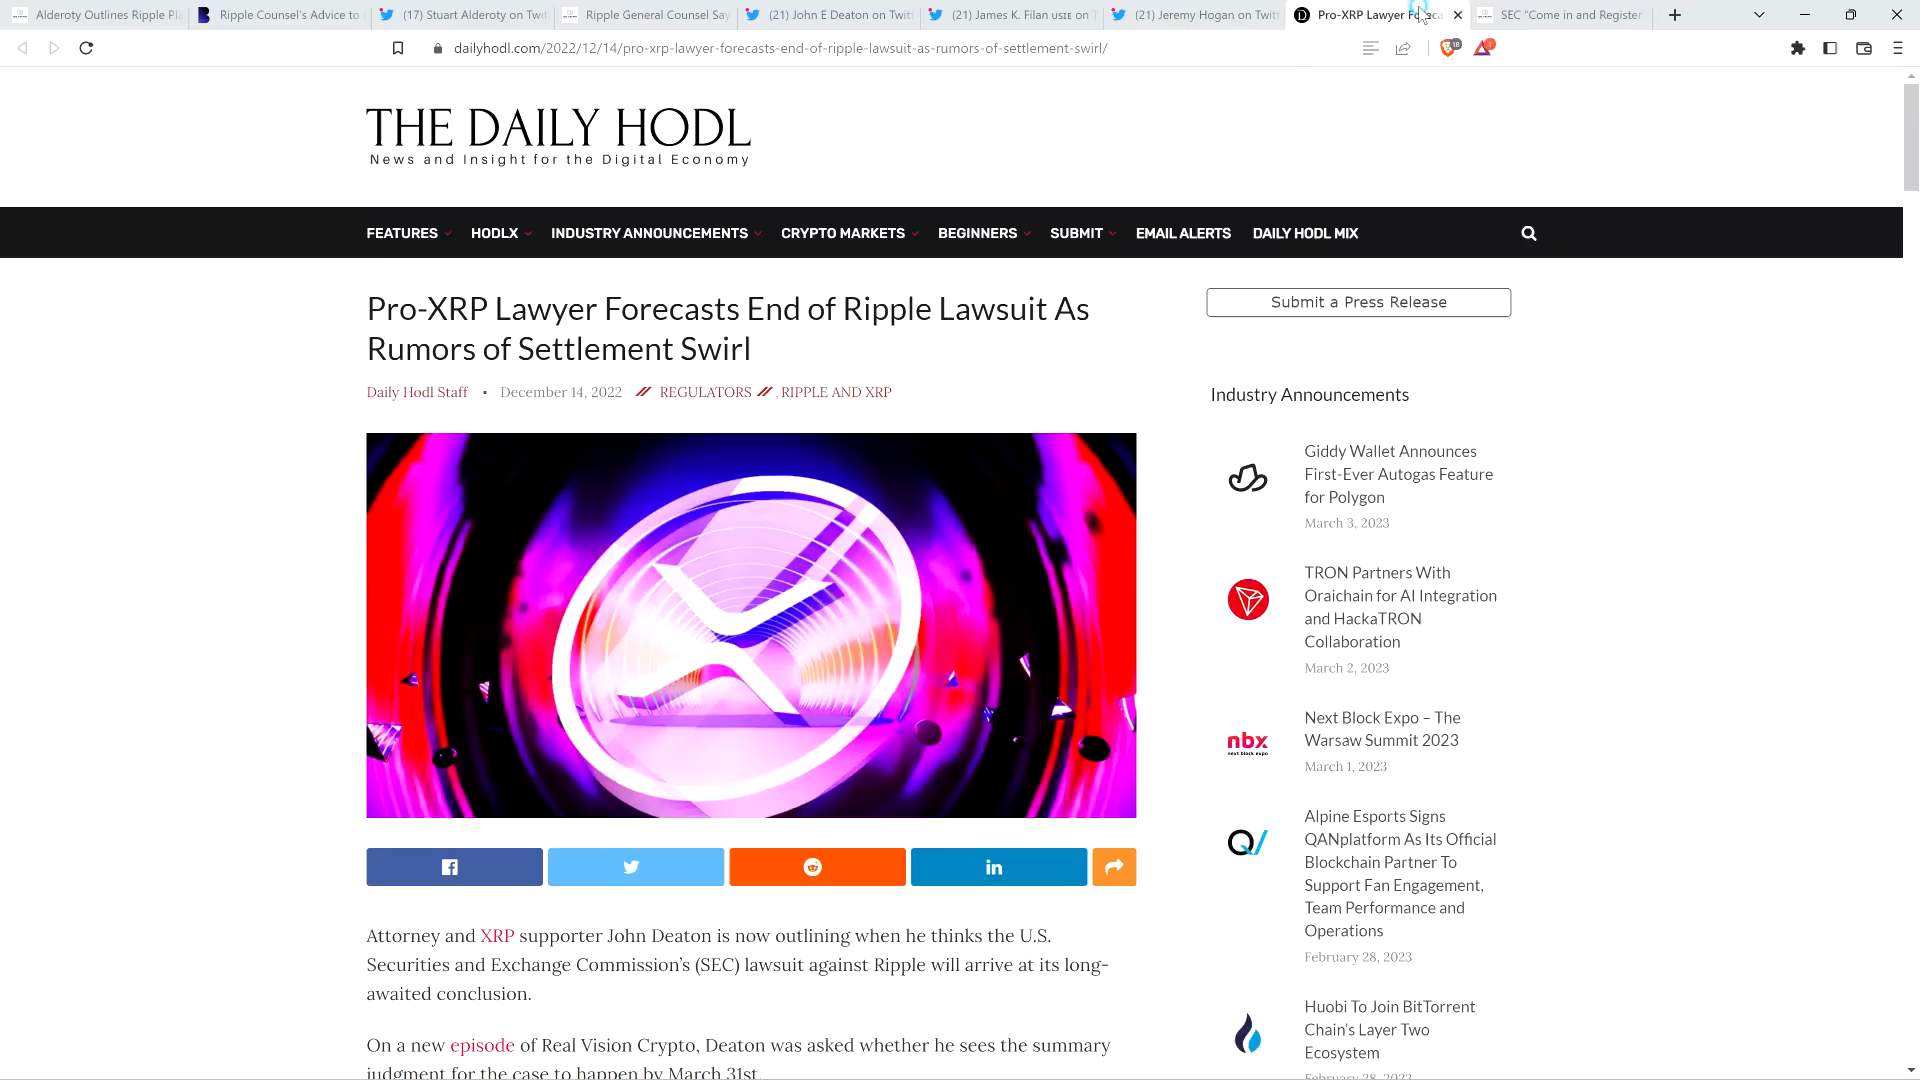 Alderoty Outlines Ripple Pl
Ripple Counsel's Advice to
(17) Stuart Alderoty on Twit
Ripple General Counsel Say
(21) John E Deaton on Twitt
(21) James K. Filan on T
(21) Jeremy Hogan on Twitt
Pro-XRP Lawyer Foreca
SEC "Come in and Register
dailyhodl.com/2022/12/14/pro-xrp-lawyer-forecasts-end-of-ripple-lawsuit-as-rumors-of-settlement-swirl/
18
1
THE DAILY HODL
News and Insight for the Digital Economy
FEATURES HODLX INDUSTRY ANNOUNCEMENTS CRYPTO MARKETS BEGINNERS SUBMIT EMAIL ALERTS DAILY HODL MIX
Pro-XRP Lawyer Forecasts End of Ripple Lawsuit As
Rumors of Settlement Swirl
Daily Hodl Staff • December 14, 2022 REGULATORS , RIPPLE AND XRP
Attorney and XRP supporter John Deaton is now outlining when he thinks the U.S.
Securities and Exchange Commission's (SEC) lawsuit against Ripple will arrive at its long-
awaited conclusion.
On a new episode of Real Vision Crypto, Deaton was asked whether he sees the summary
judgment for the case to happen by March 31st.
Submit a Press Release
Industry Announcements
Giddy Wallet Announces
First-Ever Autogas Feature
for Polygon
March 3, 2023
TRON Partners With
Oraichain for AI Integration
and HackaTRON
Collaboration
March 2, 2023
nbx
next block expo
Next Block Expo – The
Warsaw Summit 2023
March 1, 2023
Alpine Esports Signs
QANplatform As Its Official
Blockchain Partner To
Support Fan Engagement,
Team Performance and
Operations
February 28, 2023
Huobi To Join BitTorrent
Chain's Layer Two
Ecosystem
February 28, 2023